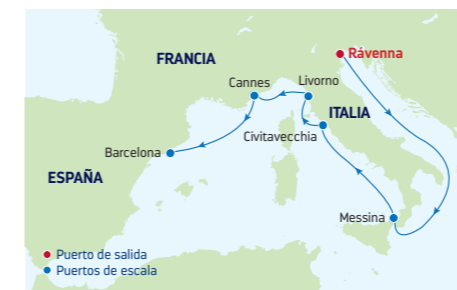 Rávenna
FRANCIA
Cannes
Livorno
ITALIA
Civitavecchia
Barcelona
ESPAÑA
Messina
Puerto de salida
Puertos de escala